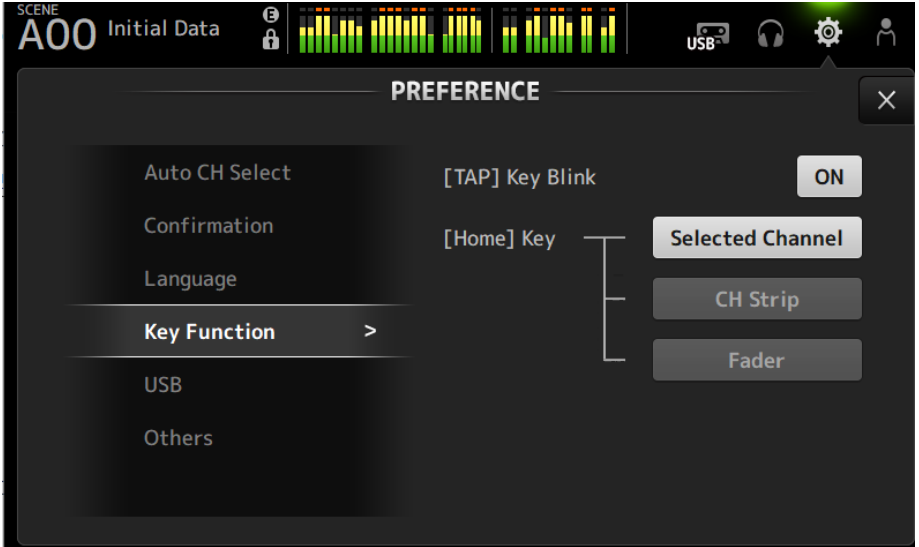 SCENE
A00 Initial Data
E
USB
PREFERENCE
Auto CH Select
Confirmation
Language
Key Function >
USB
Others
[TAP] Key Blink ON
[Home] Key Selected Channel
CH Strip
Fader